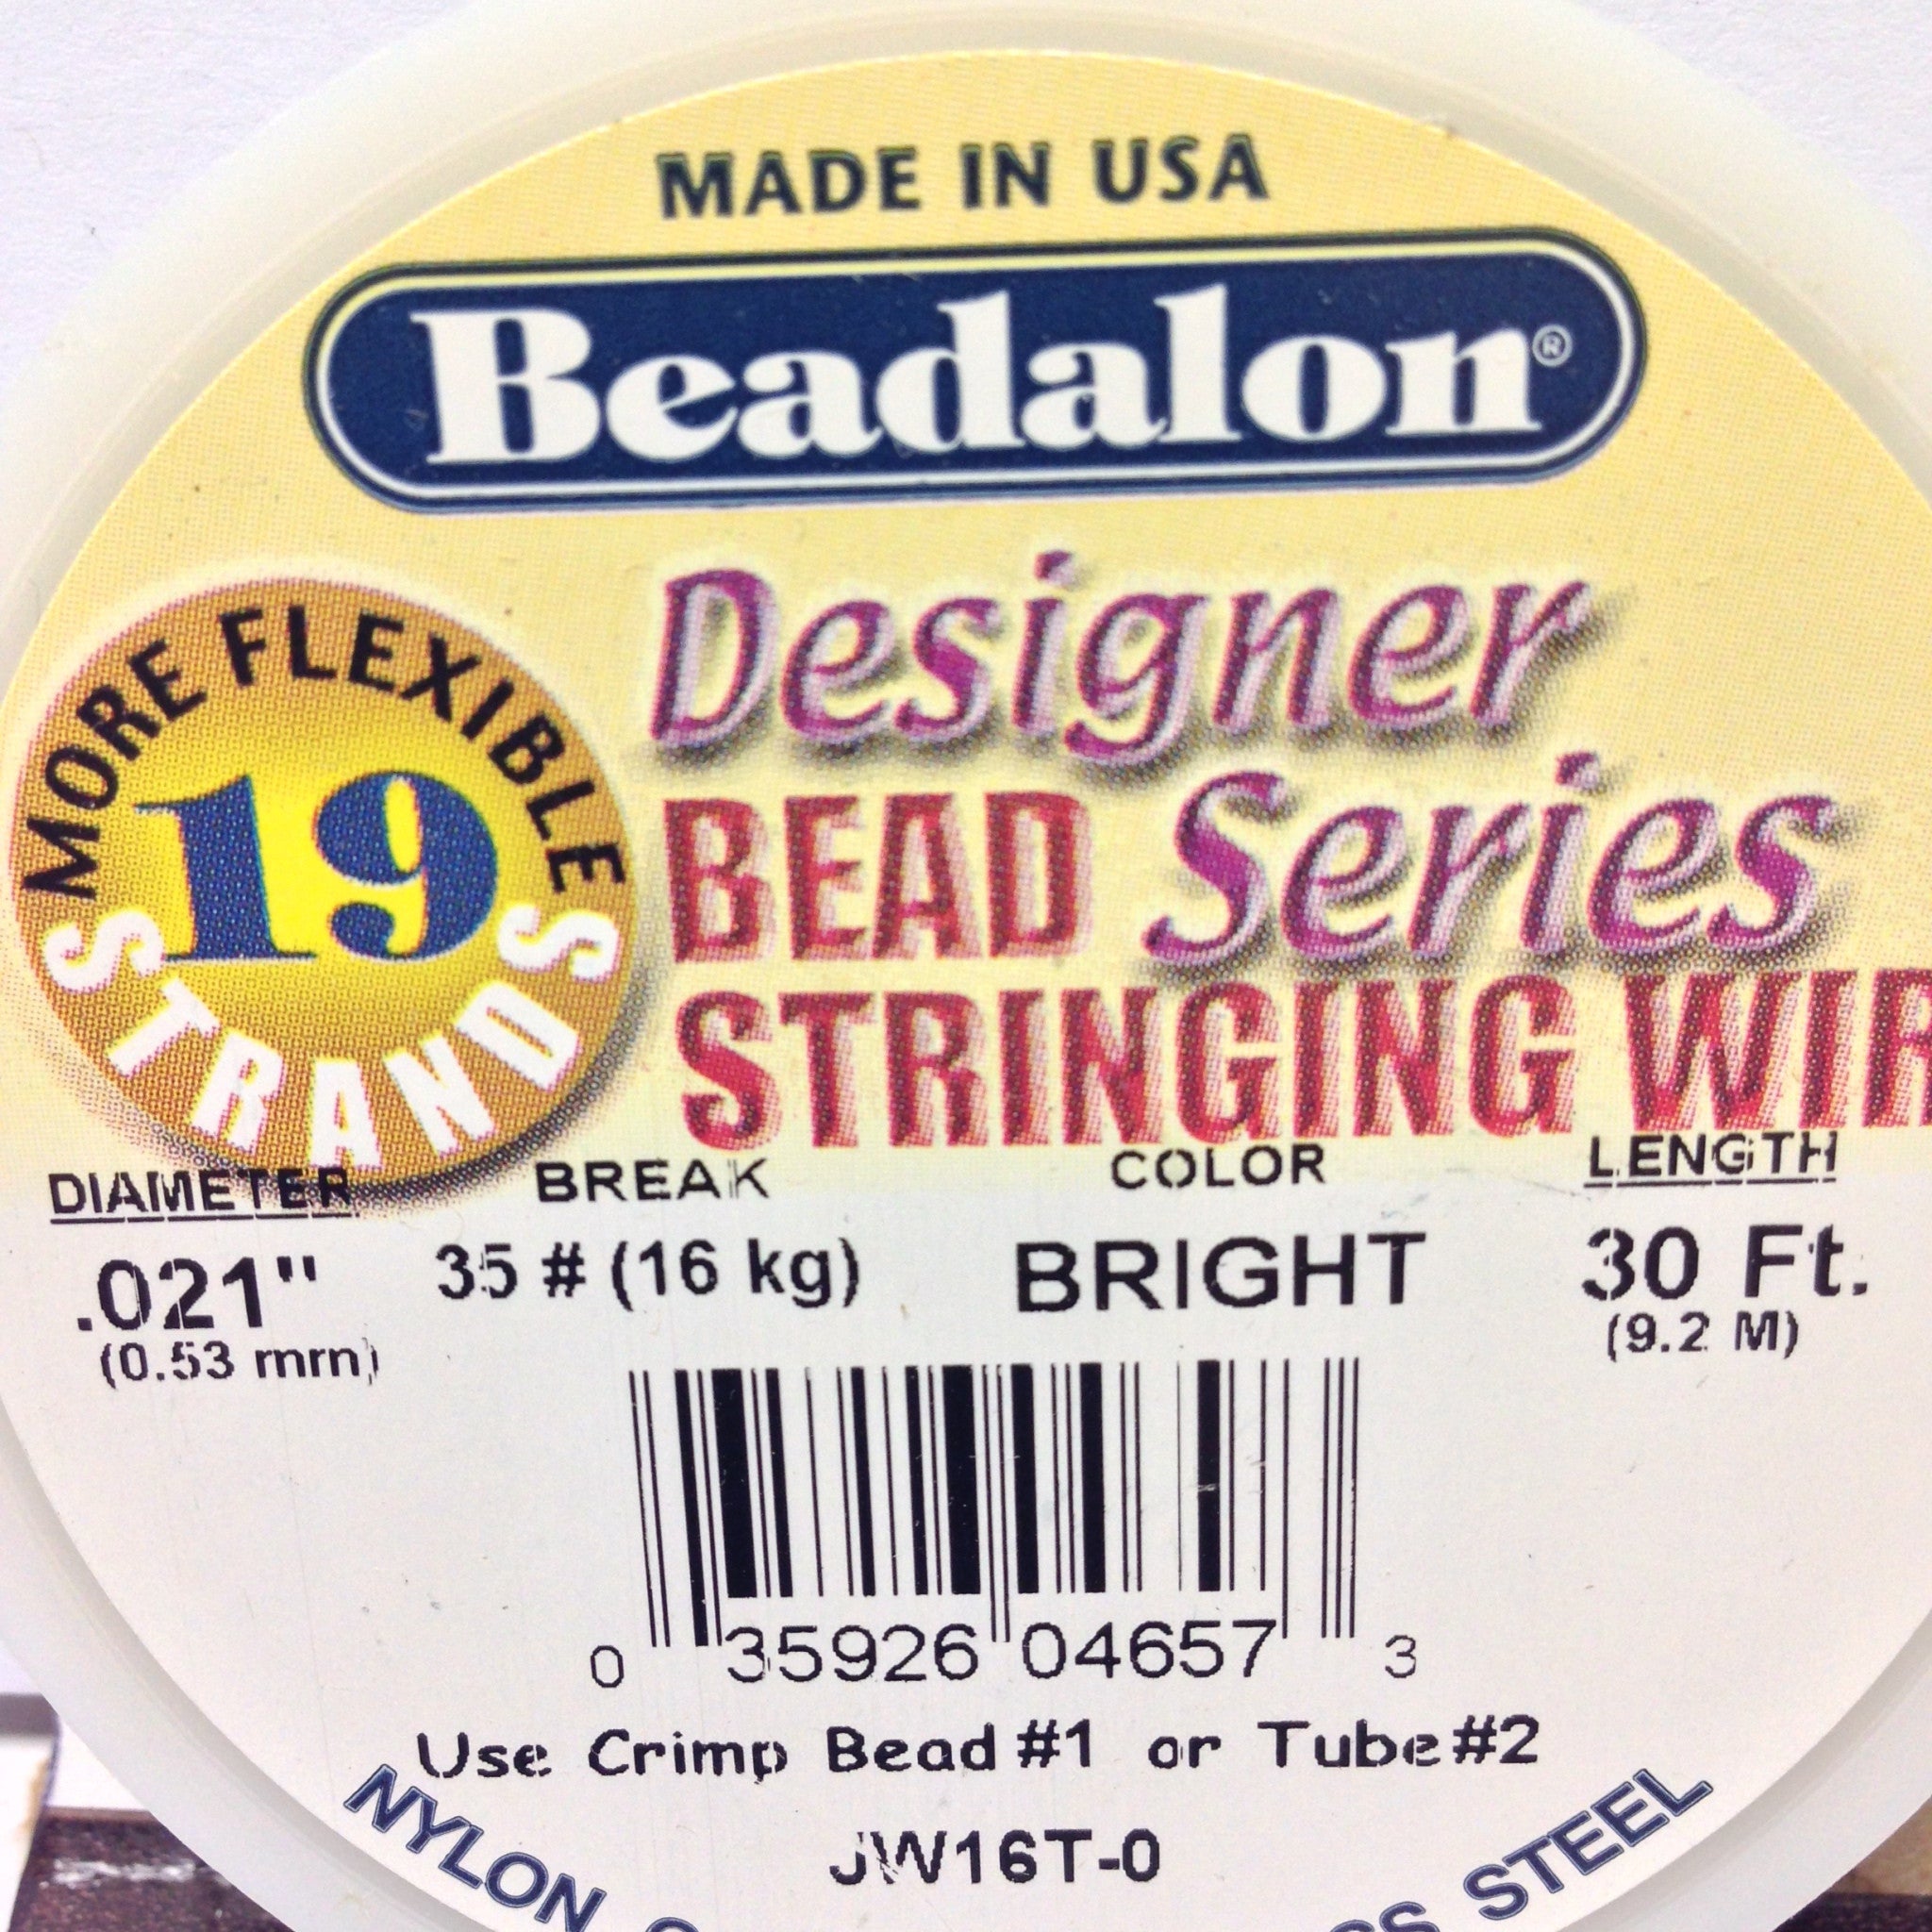 MADE IN USA
Beadalon®
MORE FLEXIBLE
19
STRANDS
Designer
BEAD Series
STRINGING WIR
DIAMETER BREAK COLOR LENGTH
.021" 35 # (16 kg) BRIGHT 30 Ft.
(0.53 mm) (9.2 M)
0 35926 04657 3
Use Crimp Bead #1 or Tube #2
JW16T-0
NYLON
STEEL